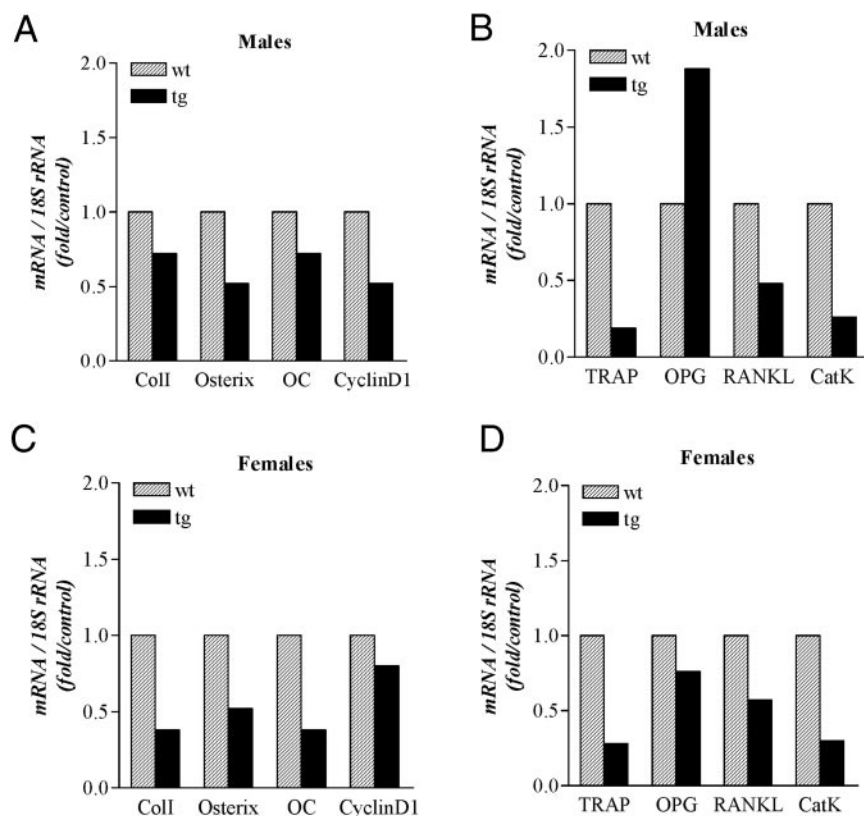 A
Males
wt
tg
mRNA / 18S rRNA
(fold/control)
2.0
1.5
1.0
0.5
0.0
ColI Osterix OC CyclinD1
B
Males
wt
tg
mRNA / 18S rRNA
(fold/control)
2.0
1.5
1.0
0.5
0.0
TRAP OPG RANKL CatK
C
Females
wt
tg
mRNA / 18S rRNA
(fold/control)
2.0
1.5
1.0
0.5
0.0
ColI Osterix OC CyclinD1
D
Females
wt
tg
mRNA / 18S rRNA
(fold/control)
2.0
1.5
1.0
0.5
0.0
TRAP OPG RANKL CatK